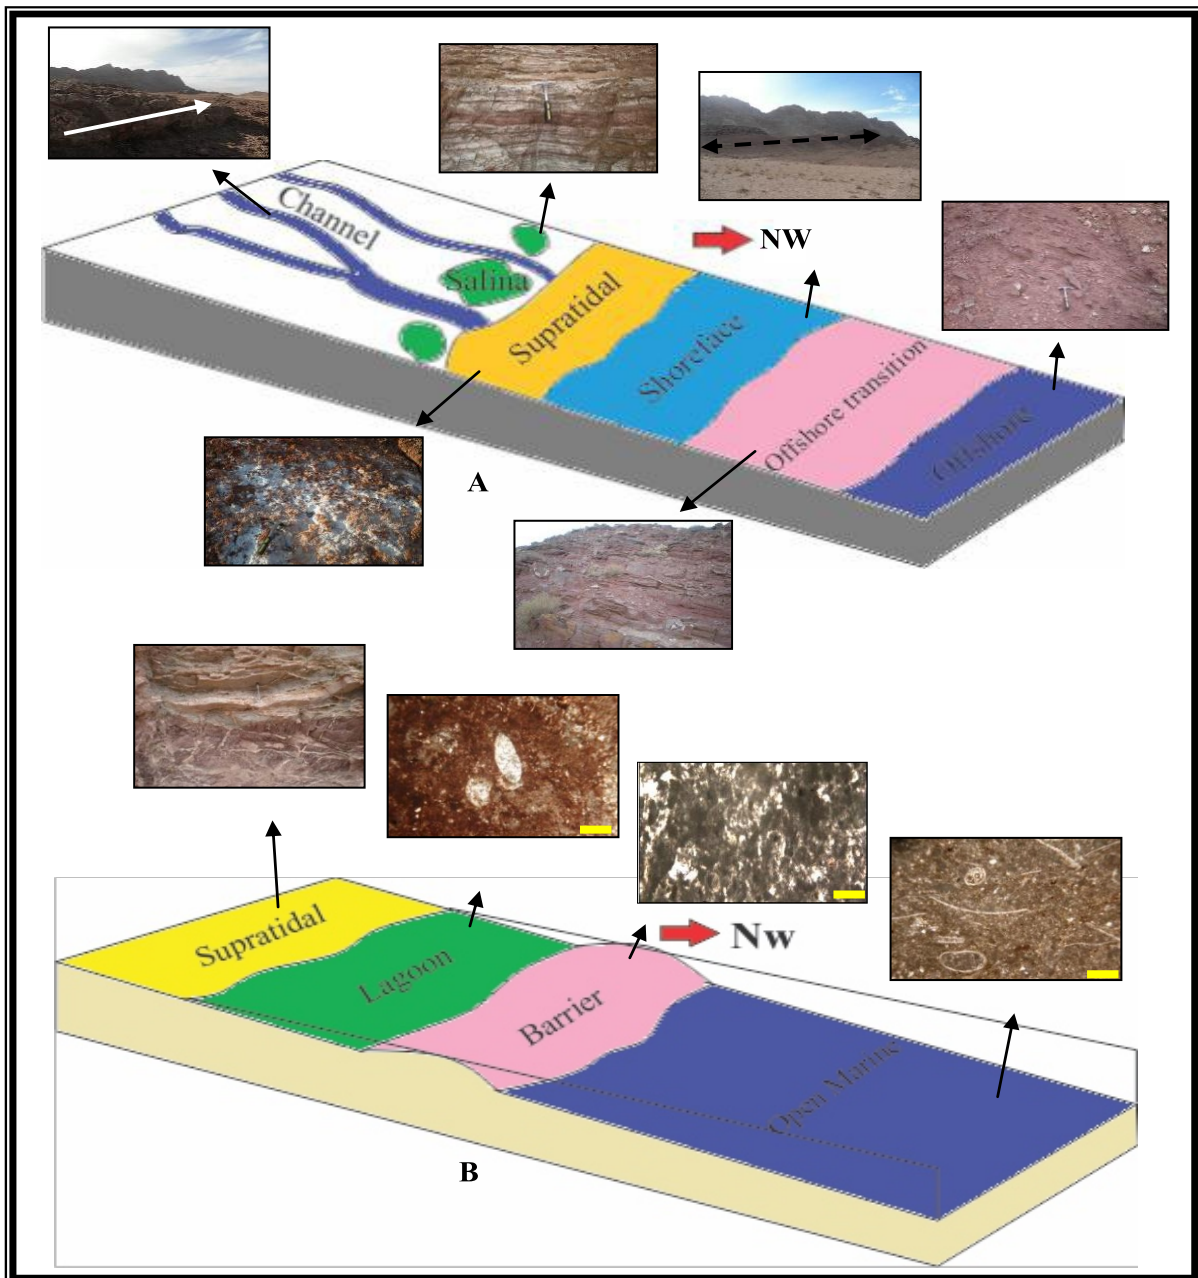 Channel
NW
Salina
Supratidal
Shoreface
Offshore transition
Offshore
A
Supratidal
Nw
Lagoon
Barrier
Open Marine
B